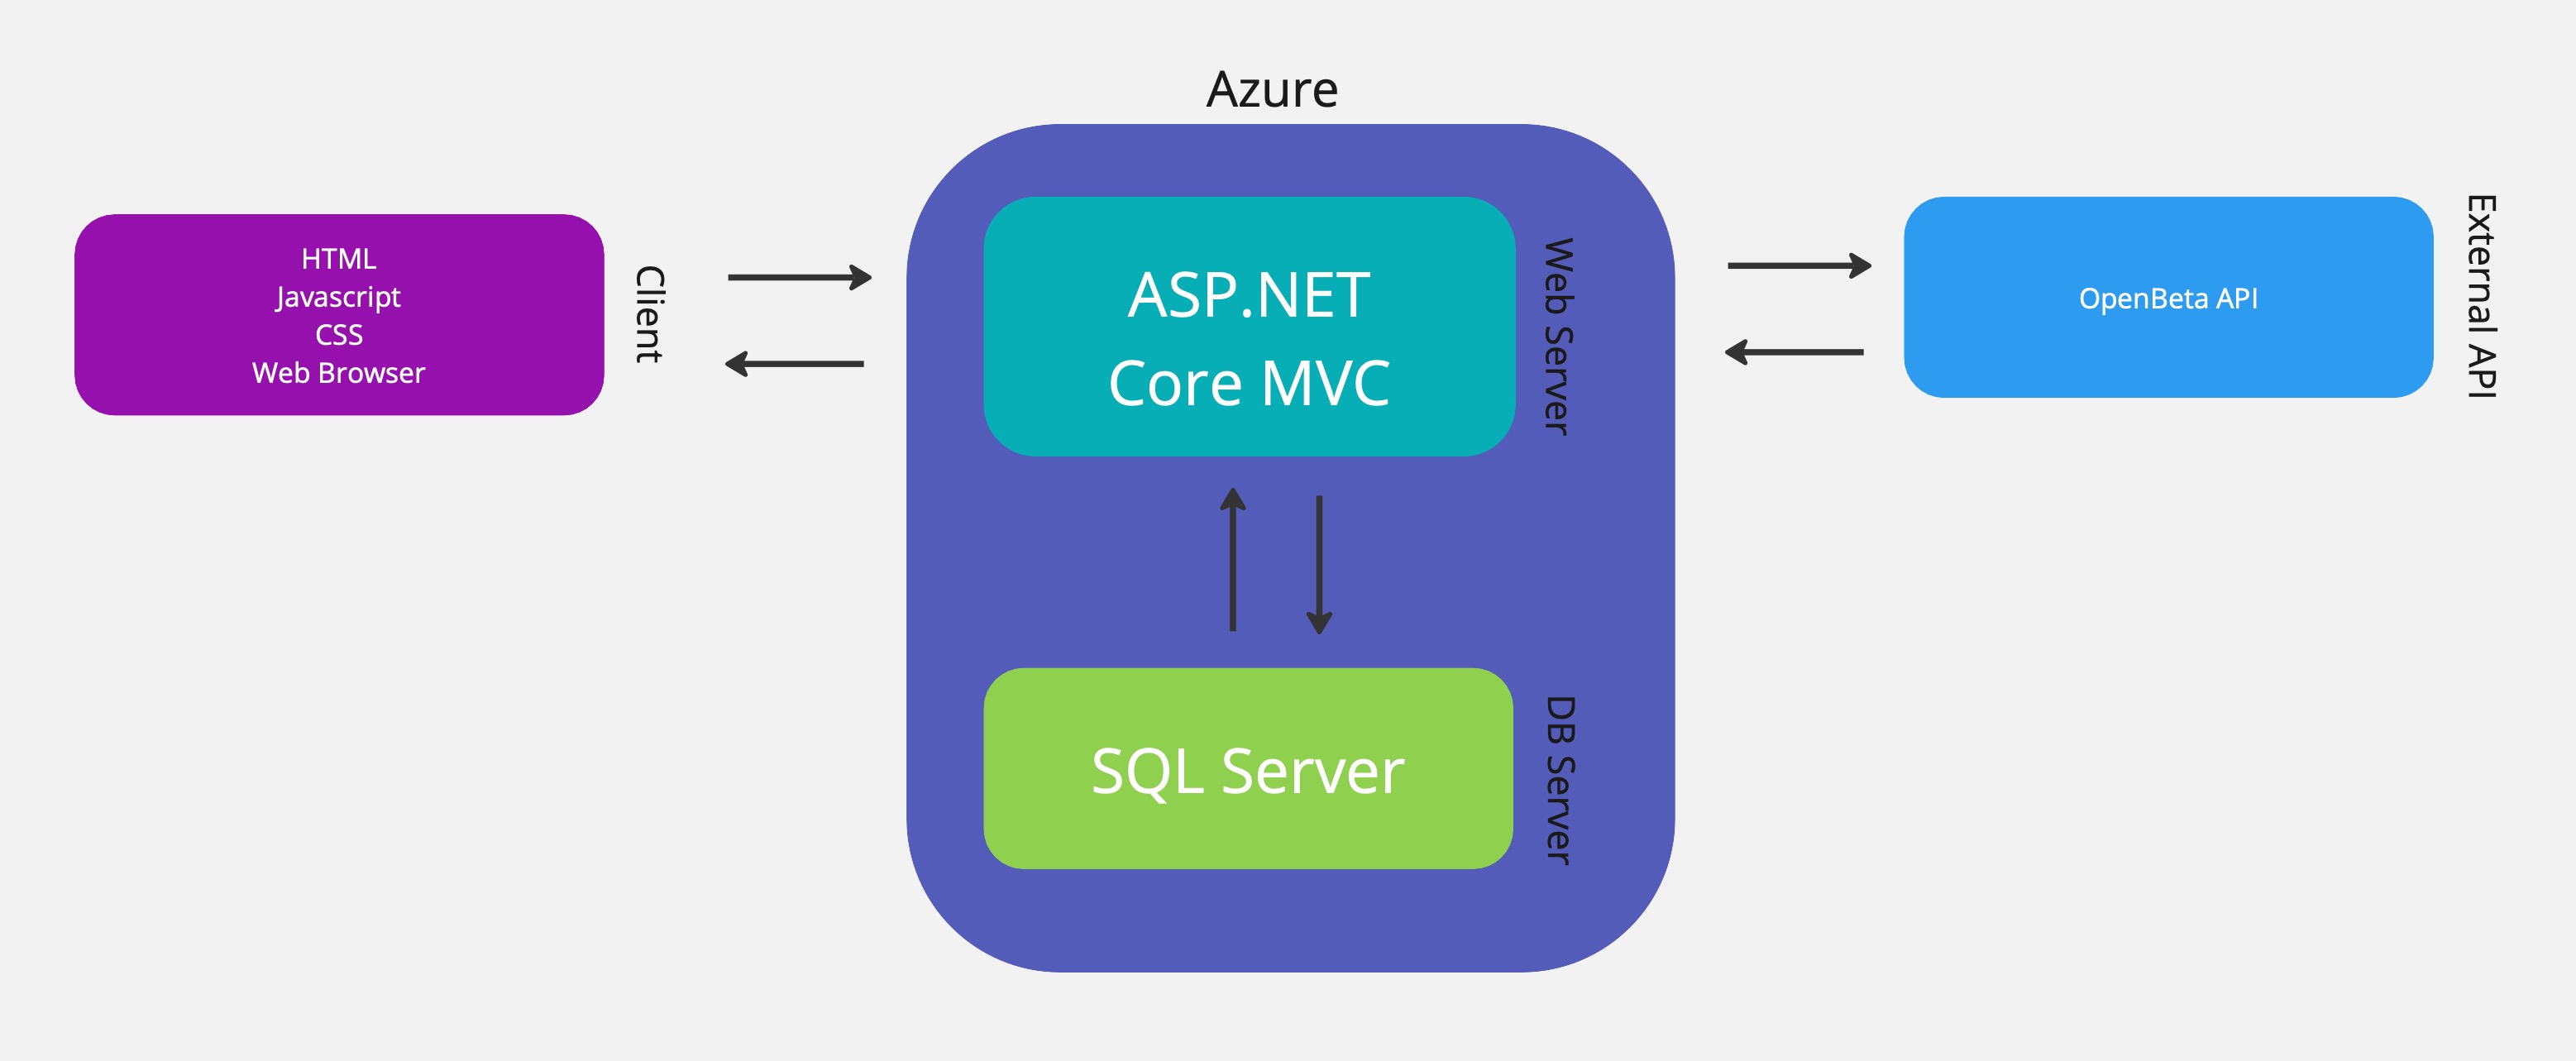 Azure
HTML
Javascript
CSS
Web Browser
Client
ASP.NET
Core MVC
Web Server
OpenBeta API
External API
SQL Server
DB Server